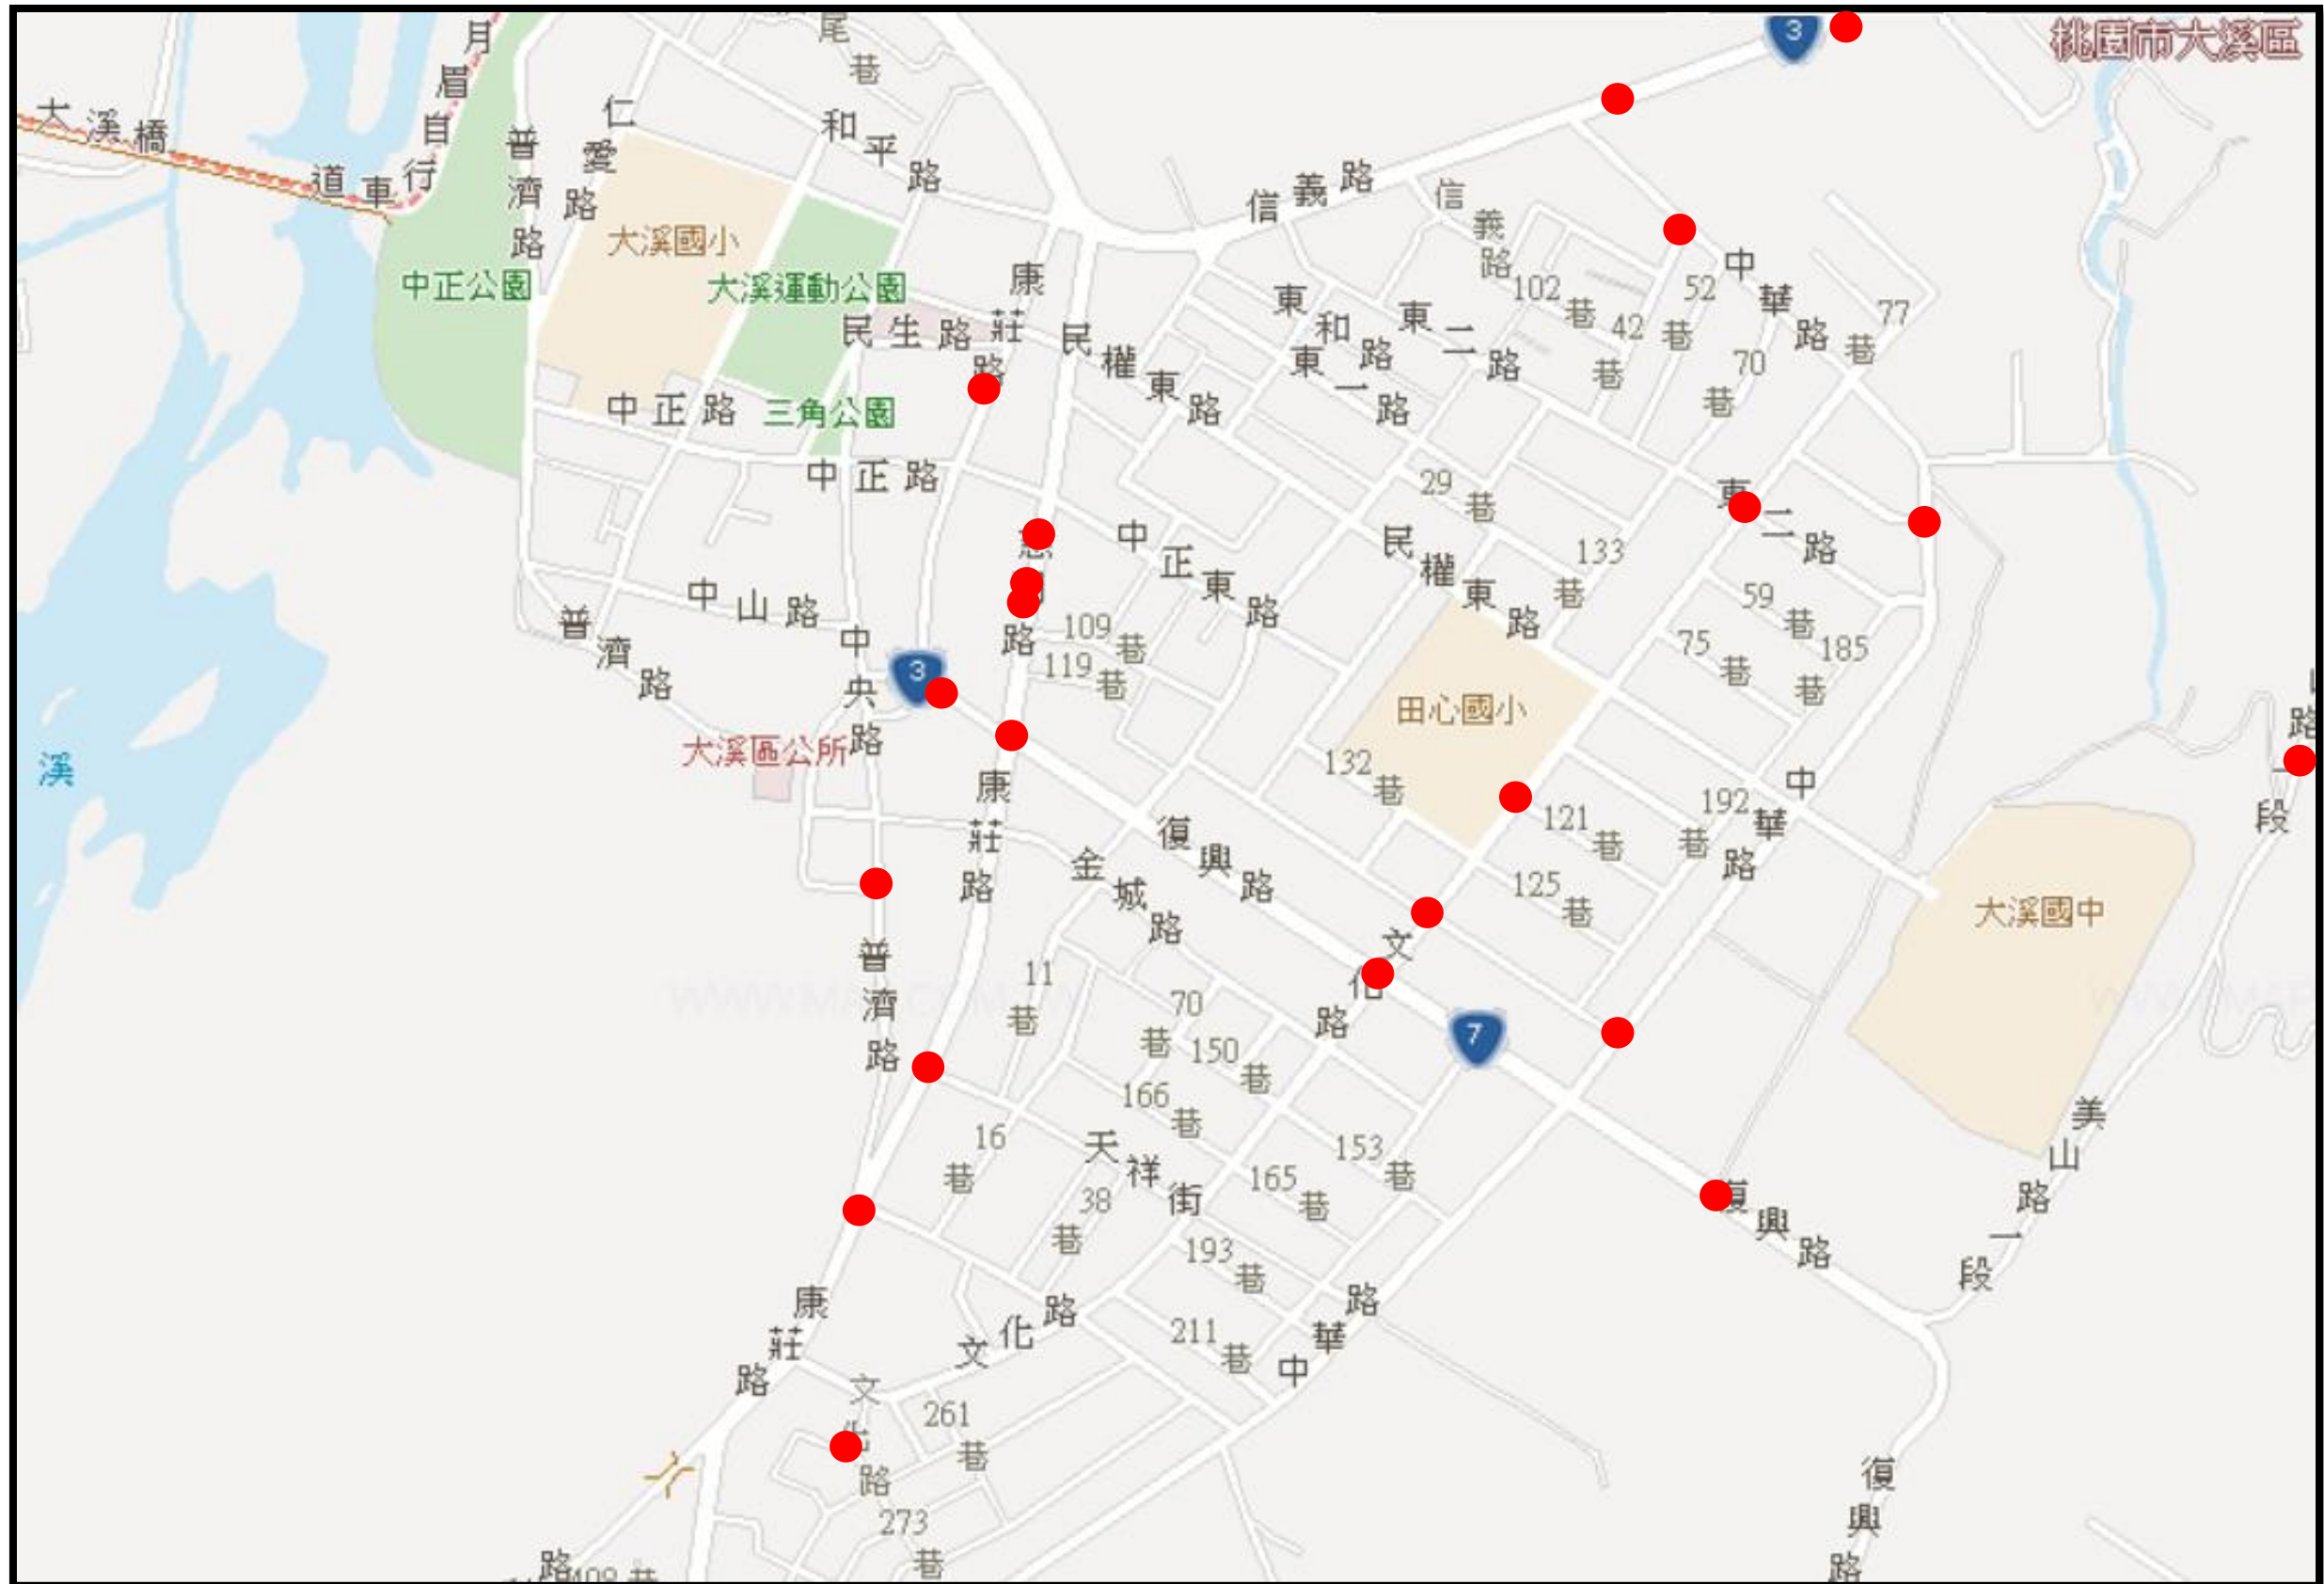 桃園市大溪區
3
月眉自行車道
大溪橋
尾巷
仁愛路
和平路
普濟路
大溪國小
中正公園
大溪運動公園
信義路
信義路
102巷
42巷
52巷
中華路
77巷
70巷
康莊路
民生路
民權東路
東和路
東一路
東二路
中正路
三角公園
中正路
29巷
133巷
東二路
中正東路
民權東路
59巷
185巷
75巷
中山路
路
109巷
119巷
普濟路
中央路
3
大溪區公所
溪
田心國小
132巷
121巷
192巷
125巷
中華路
大溪國中
路一段
康莊路
復興路
金城路
文化路
7
普濟路
11巷
70巷
150巷
166巷
16巷
天祥街
38巷
153巷
165巷
193巷
211巷
美山路一段
復興路
康莊路
文化路
中華路
文化路
261巷
273巷
復興路
路